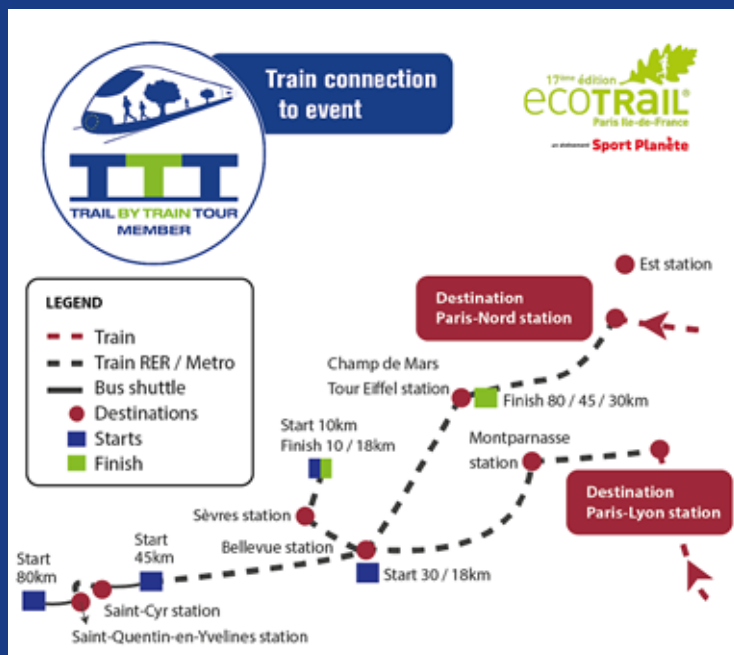 Train connection
to event
17ème édition
ecoTRAIL®
Paris Ile-de-France
un événement Sport Planète
TTT
TRAIL BY TRAIN TOUR
MEMBER
Est station
LEGEND
Train
Train RER / Metro
Bus shuttle
Destinations
Starts
Finish
Destination
Paris-Nord station
Champ de Mars
Tour Eiffel station
Finish 80 / 45 / 30km
Start 10km
Finish 10 / 18km
Montparnasse
station
Destination
Paris-Lyon station
Sèvres station
Bellevue station
Start 30 / 18km
Start
45km
Start
80km
Saint-Cyr station
Saint-Quentin-en-Yvelines station